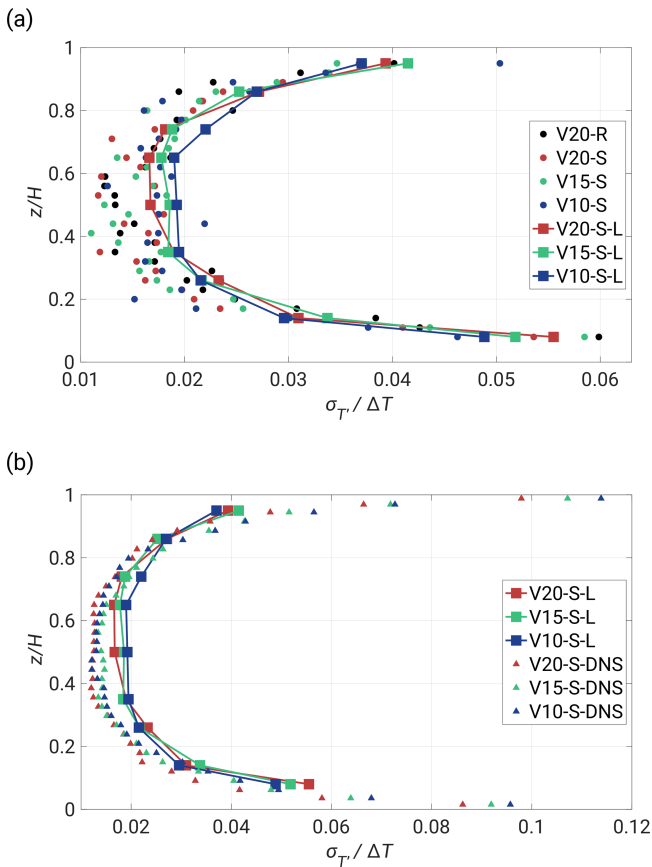 (a)
1
0.8
0.6
0.4
0.2
0
z/H
V20-R
V20-S
V15-S
V10-S
V20-S-L
V15-S-L
V10-S-L
0.01 0.02 0.03 0.04 0.05 0.06
σT' / ΔT
(b)
1
0.8
0.6
0.4
0.2
0
z/H
V20-S-L
V15-S-L
V10-S-L
V20-S-DNS
V15-S-DNS
V10-S-DNS
0.02 0.04 0.06 0.08 0.1 0.12
σT' / ΔT